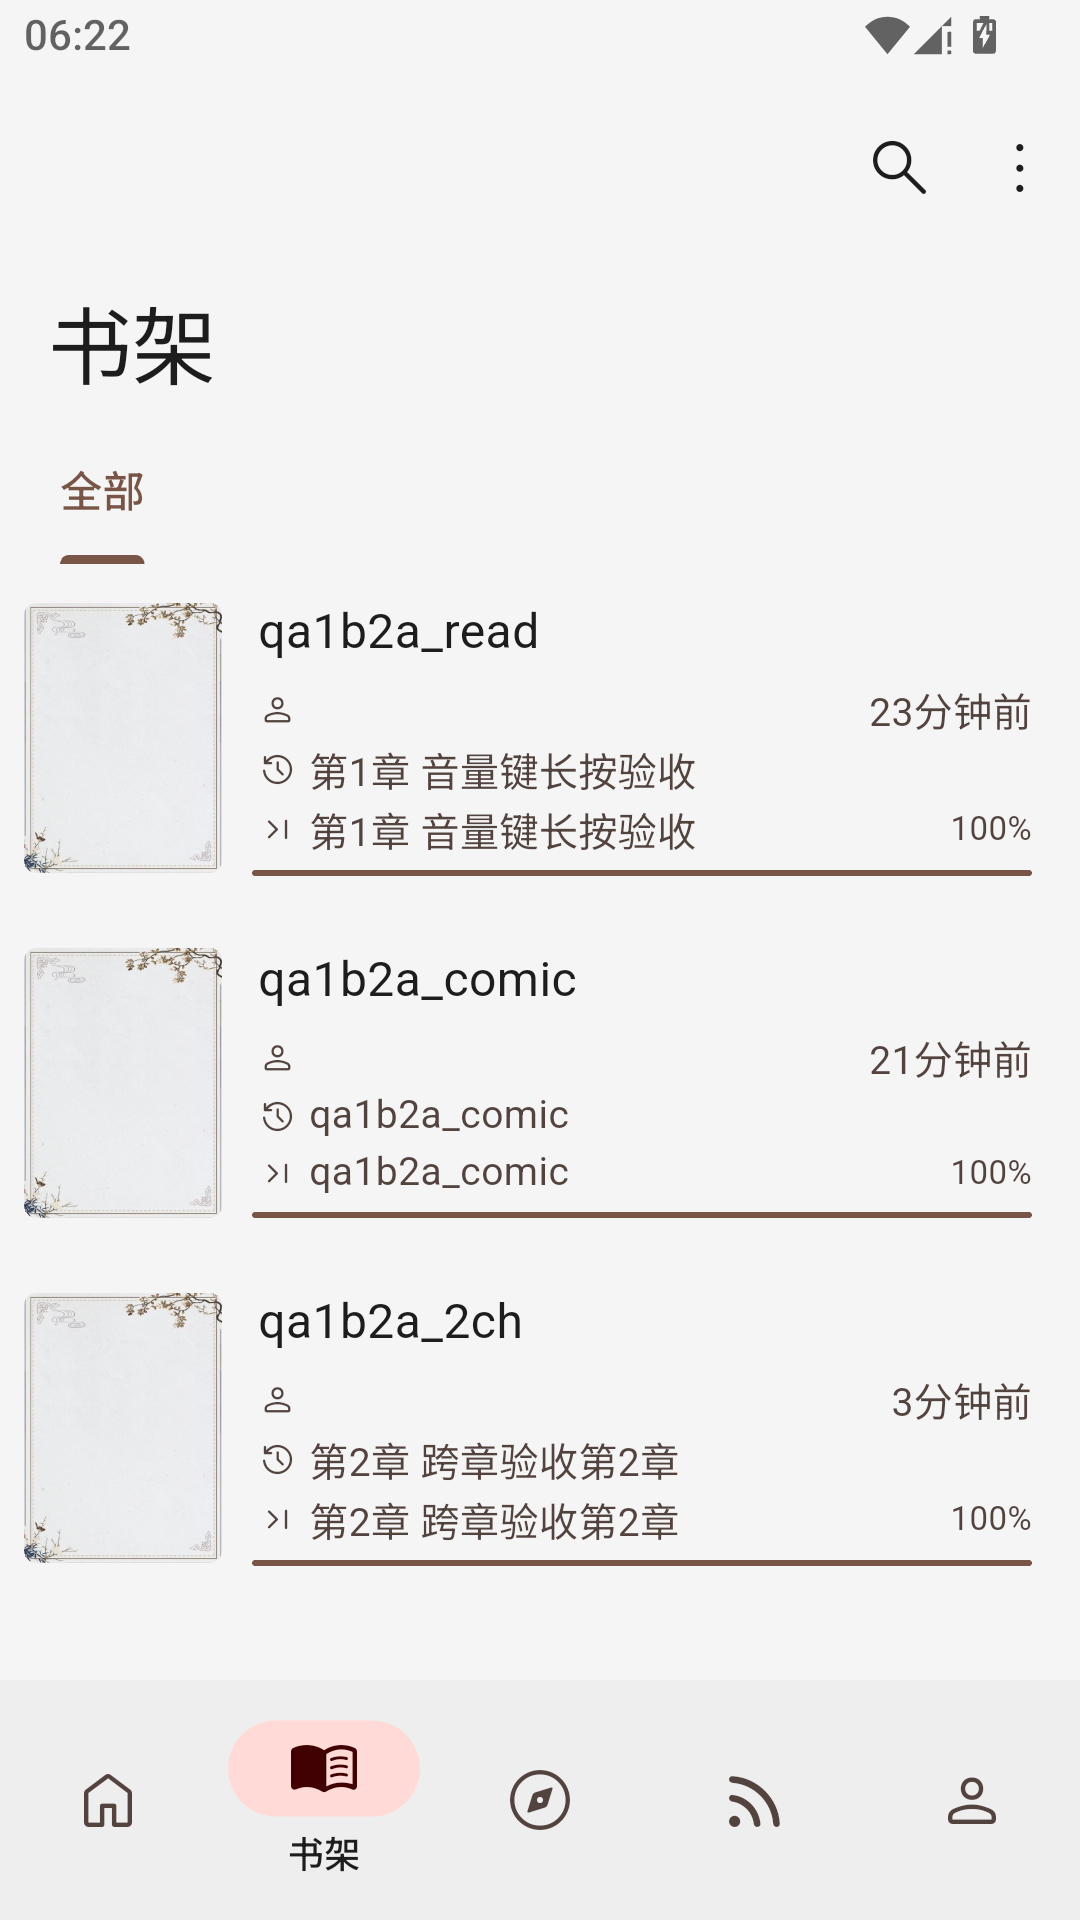 06:22
书架
全部
qa1b2a_read
23分钟前
第1章 音量键长按验收
第1章 音量键长按验收
100%
qa1b2a_comic
21分钟前
qa1b2a_comic
qa1b2a_comic
100%
qa1b2a_2ch
3分钟前
第2章 跨章验收第2章
第2章 跨章验收第2章
100%
书架